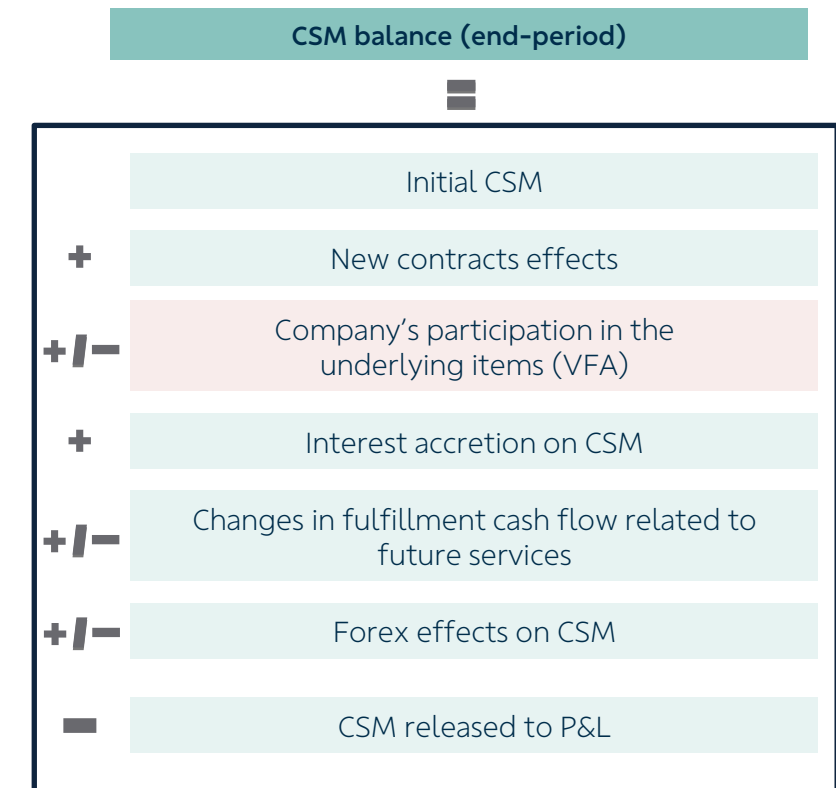 CSM balance (end-period)
=
Initial CSM
+ New contracts effects
+/- Company's participation in the
underlying items (VFA)
+ Interest accretion on CSM
+/- Changes in fulfillment cash flow related to
future services
+/- Forex effects on CSM
- CSM released to P&L